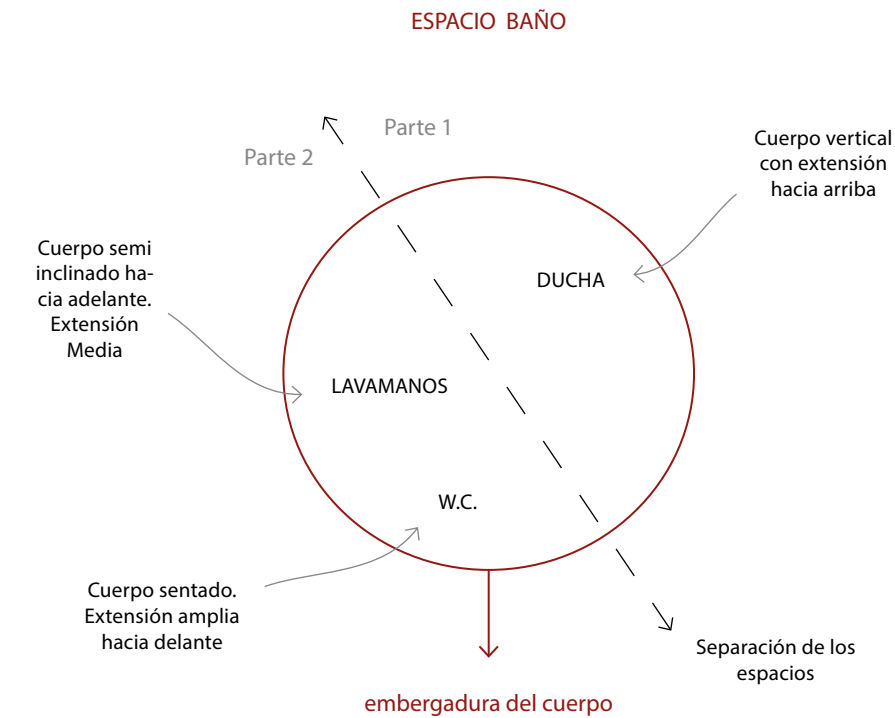 ESPACIO BAÑO
Parte 1
Parte 2
Cuerpo vertical
con extensión
hacia arriba
Cuerpo semi
inclinado ha-
cia adelante.
Extensión
Media
DUCHA
LAVAMANOS
W.C.
Cuerpo sentado.
Extensión amplia
hacia delante
Separación de los
espacios
embergadura del cuerpo